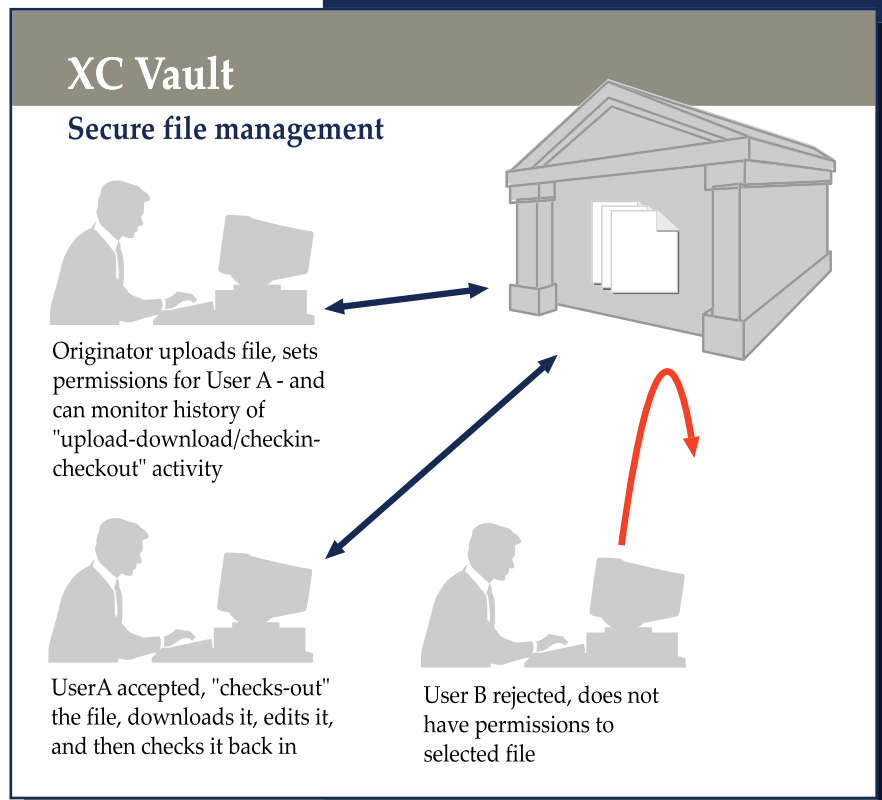 XC Vault
Secure file management
Originator uploads file, sets
permissions for User A - and
can monitor history of
"upload-download/checkin-
checkout" activity
UserA accepted, "checks-out"
the file, downloads it, edits it,
and then checks it back in
User B rejected, does not
have permissions to
selected file